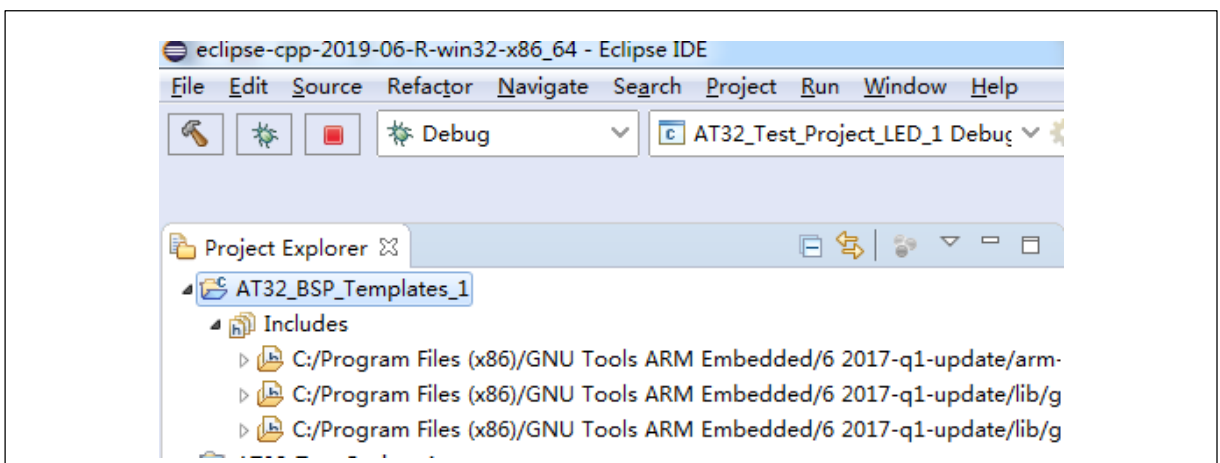 eclipse-cpp-2019-06-R-win32-x86_64 - Eclipse IDE
File Edit Source Refactor Navigate Search Project Run Window Help
Debug AT32_Test_Project_LED_1 Debug
Project Explorer
AT32_BSP_Templates_1
Includes
C:/Program Files (x86)/GNU Tools ARM Embedded/6 2017-q1-update/arm-
C:/Program Files (x86)/GNU Tools ARM Embedded/6 2017-q1-update/lib/g
C:/Program Files (x86)/GNU Tools ARM Embedded/6 2017-q1-update/lib/g